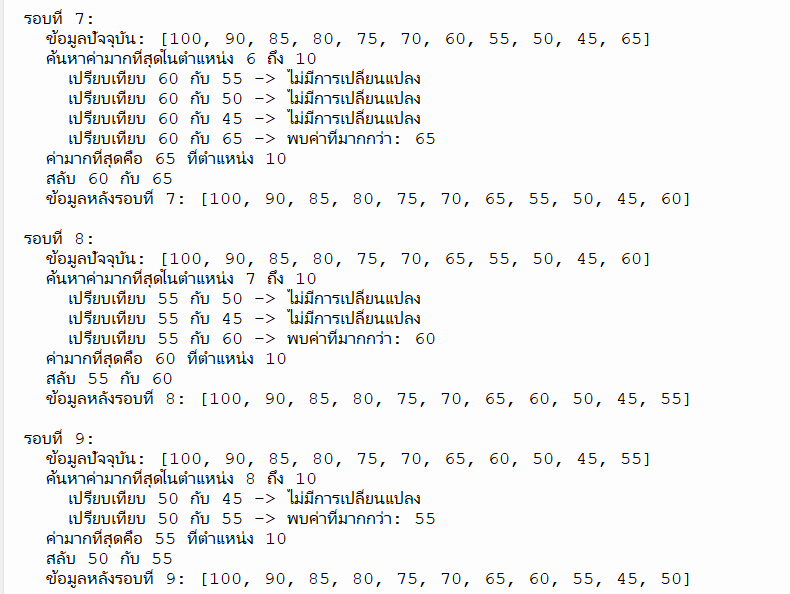 รอบที่ 7:
ข้อมูลปัจจุบัน: [100, 90, 85, 80, 75, 70, 60, 55, 50, 45, 65]
ค้นหาค่ามากที่สุดในตำแหน่ง 6 ถึง 10
เปรียบเทียบ 60 กับ 55 -> ไม่มีการเปลี่ยนแปลง
เปรียบเทียบ 60 กับ 50 -> ไม่มีการเปลี่ยนแปลง
เปรียบเทียบ 60 กับ 45 -> ไม่มีการเปลี่ยนแปลง
เปรียบเทียบ 60 กับ 65 -> พบค่าที่มากกว่า: 65
ค่ามากที่สุดคือ 65 ที่ตำแหน่ง 10
สลับ 60 กับ 65
ข้อมูลหลังรอบที่ 7: [100, 90, 85, 80, 75, 70, 65, 55, 50, 45, 60]
รอบที่ 8:
ข้อมูลปัจจุบัน: [100, 90, 85, 80, 75, 70, 65, 55, 50, 45, 60]
ค้นหาค่ามากที่สุดในตำแหน่ง 7 ถึง 10
เปรียบเทียบ 55 กับ 50 -> ไม่มีการเปลี่ยนแปลง
เปรียบเทียบ 55 กับ 45 -> ไม่มีการเปลี่ยนแปลง
เปรียบเทียบ 55 กับ 60 -> พบค่าที่มากกว่า: 60
ค่ามากที่สุดคือ 60 ที่ตำแหน่ง 10
สลับ 55 กับ 60
ข้อมูลหลังรอบที่ 8: [100, 90, 85, 80, 75, 70, 65, 60, 50, 45, 55]
รอบที่ 9:
ข้อมูลปัจจุบัน: [100, 90, 85, 80, 75, 70, 65, 60, 50, 45, 55]
ค้นหาค่ามากที่สุดในตำแหน่ง 8 ถึง 10
เปรียบเทียบ 50 กับ 45 -> ไม่มีการเปลี่ยนแปลง
เปรียบเทียบ 50 กับ 55 -> พบค่าที่มากกว่า: 55
ค่ามากที่สุดคือ 55 ที่ตำแหน่ง 10
สลับ 50 กับ 55
ข้อมูลหลังรอบที่ 9: [100, 90, 85, 80, 75, 70, 65, 60, 55, 45, 50]